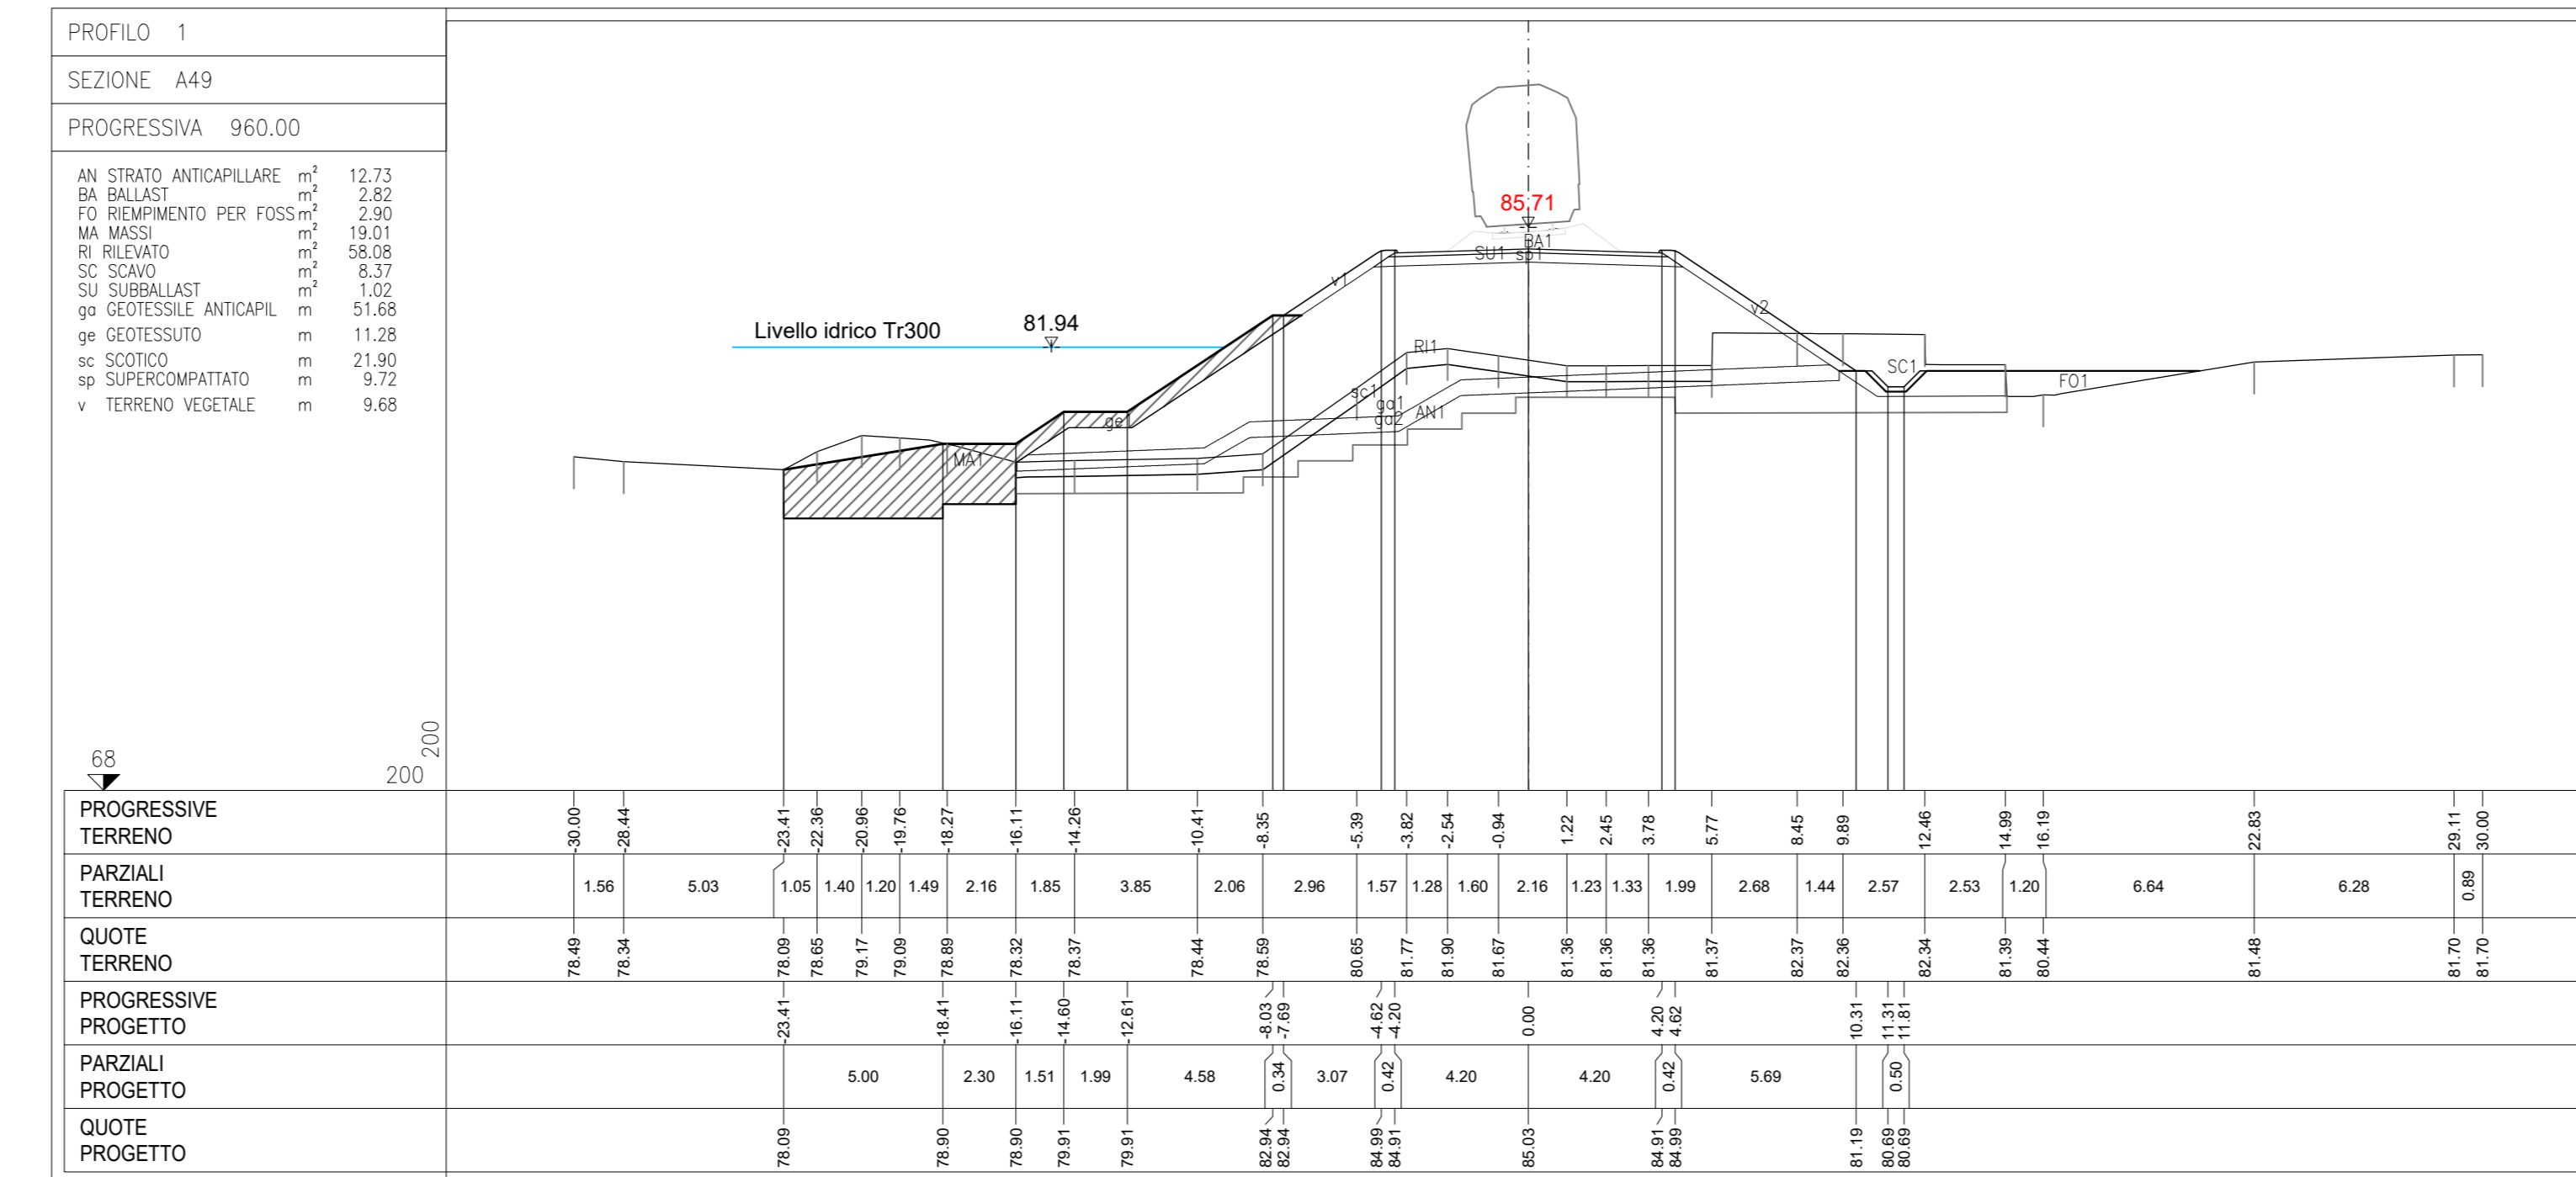 PROFILO 1
SEZIONE A49
PROGRESSIVA 960.00
AN STRATO ANTICAPILLARE m² 12.73
BA BALLAST m² 2.82
FO RIEMPIMENTO PER FOSS m² 2.90
MA MASSI m² 19.01
RI RILEVATO m² 58.08
SC SCAVO m² 8.37
SU SUBBALLAST m² 1.02
ga GEOTESSILE ANTICAPIL m 51.68
ge GEOTESSUTO m 11.28
sc SCOTICO m 21.90
sp SUPERCOMPATTATO m 9.72
v TERRENO VEGETALE m 9.68
85.71
BA1
SU1 sp1
v1
v2
Livello idrico Tr300 81.94
RI1
SC1
FO1
sc1
ga1
AN1
ga2
ge1
MA1
200
68
200
PROGRESSIVE
TERRENO
-30.00 -28.44 -23.41 -22.36 -20.96 -19.76 -18.27 -16.11 -14.26 -10.41 -8.35 -5.39 -3.82 -2.54 -0.94 1.22 2.45 3.78 5.77 8.45 9.89 12.46 14.99 16.19 22.83 29.11 30.00
PARZIALI
TERRENO
1.56 5.03 1.05 1.40 1.20 1.49 2.16 1.85 3.85 2.06 2.96 1.57 1.28 1.60 2.16 1.23 1.33 1.99 2.68 1.44 2.57 2.53 1.20 6.64 6.28 0.89
QUOTE
TERRENO
78.49 78.34 78.09 78.65 79.17 79.09 78.89 78.32 78.37 78.44 78.59 80.65 81.77 81.90 81.67 81.36 81.36 81.36 81.37 82.37 82.36 82.34 81.39 80.44 81.48 81.70 81.70
PROGRESSIVE
PROGETTO
-23.41 -18.41 -16.11 -14.60 -12.61 -8.03 -7.69 -4.62 -4.20 0.00 4.20 4.62 10.31 11.31 11.81
PARZIALI
PROGETTO
5.00 2.30 1.51 1.99 4.58 0.34 3.07 0.42 4.20 4.20 0.42 5.69 0.50
QUOTE
PROGETTO
78.09 78.90 78.90 79.91 79.91 82.94 82.94 84.99 84.91 85.03 84.91 84.99 81.19 80.69 80.69